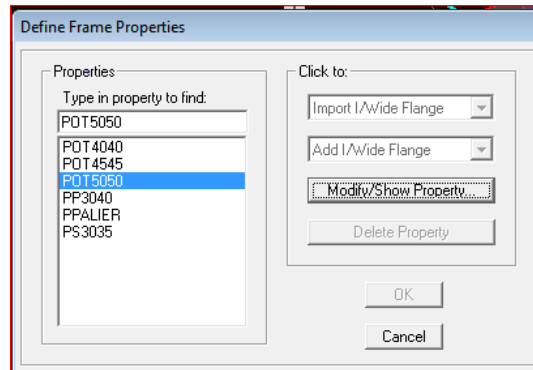 Define Frame Properties
Properties
Type in property to find:
POT5050
POT4040
POT4545
POT5050
PP3040
PPALIER
PS3035
Click to:
Import I/Wide Flange
Add I/Wide Flange
Modify/Show Property...
Delete Property
OK
Cancel